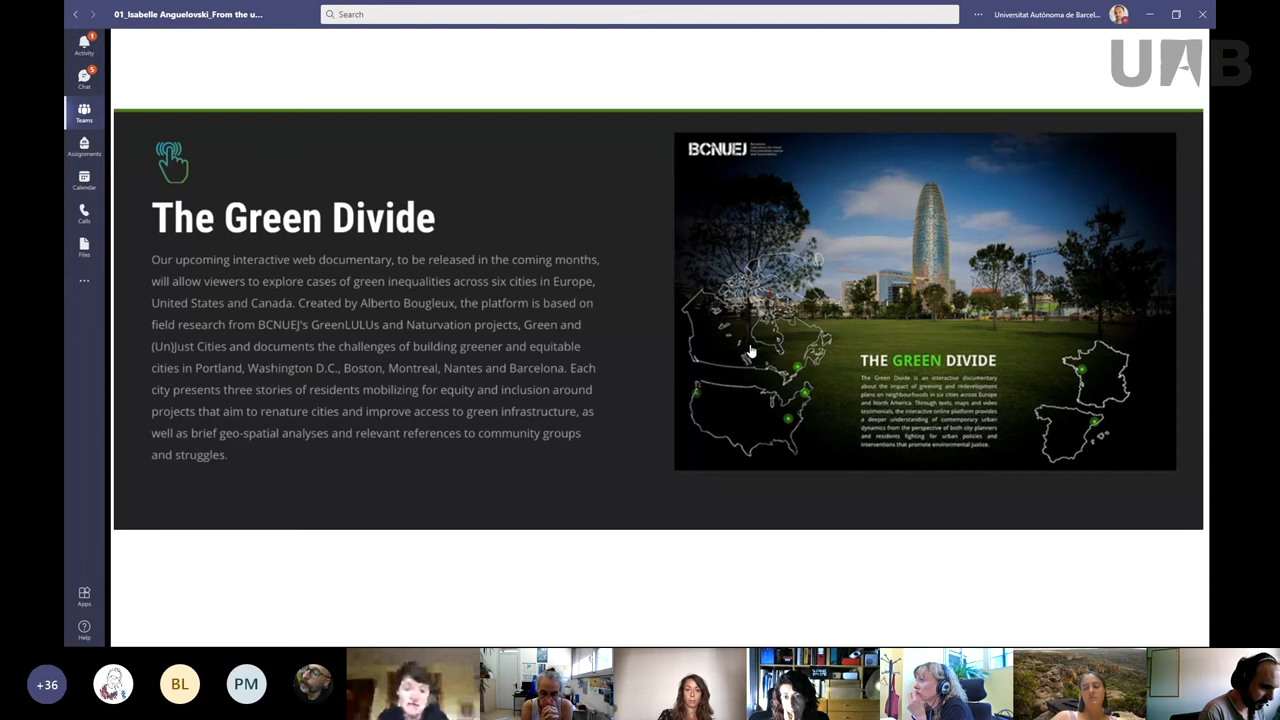 01_Isabelle Anguelovski_From the u...
Search
Universitat Autònoma de Barcel...
UAB
Activity
1
Chat
5
Teams
Assignments
Calendar
Calls
Files
Apps
Help
The Green Divide
Our upcoming interactive web documentary, to be released in the coming months,
will allow viewers to explore cases of green inequalities across six cities in Europe,
United States and Canada. Created by Alberto Bougleux, the platform is based on
field research from BCNUEJ's GreenLULUs and Naturvation projects, Green and
(Un)Just Cities and documents the challenges of building greener and equitable
cities in Portland, Washington D.C., Boston, Montreal, Nantes and Barcelona. Each
city presents three stories of residents mobilizing for equity and inclusion around
projects that aim to renature cities and improve access to green infrastructure, as
well as brief geo-spatial analyses and relevant references to community groups
and struggles.
BCNUEJ
THE GREEN DIVIDE
The Green Divide is an interactive documentary
about the impact of greening and redevelopment
plans on neighbourhoods in six cities across Europe
and North America. Through texts, maps and video
testimonials, the interactive online platform provides
a deeper understanding of contemporary urban
dynamics from the perspective of both city planners
and residents fighting for urban policies and
interventions that promote environmental justice.
+36
BL
PM